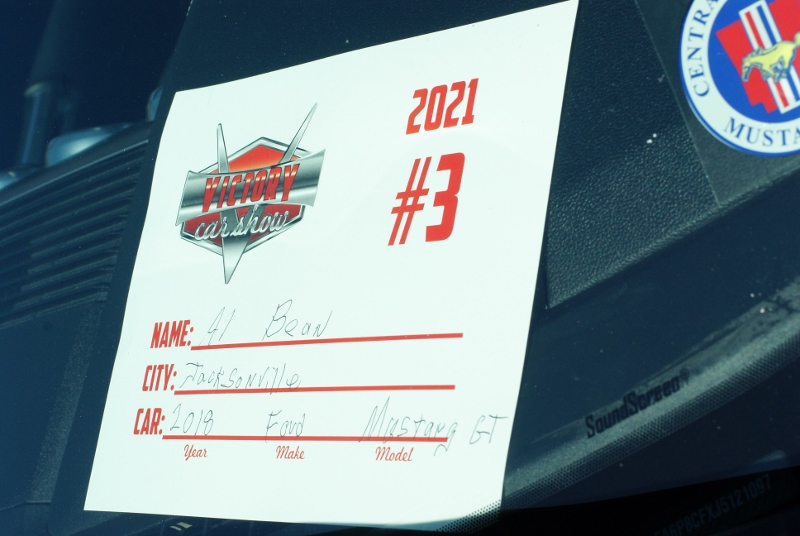 2021
#3
VICTORY
car show
NAME: Al Bean
CITY: Jacksonville
CAR: 2018 Ford Mustang GT
Year Make Model
CENTRA
MUSTA
SoundScreen®